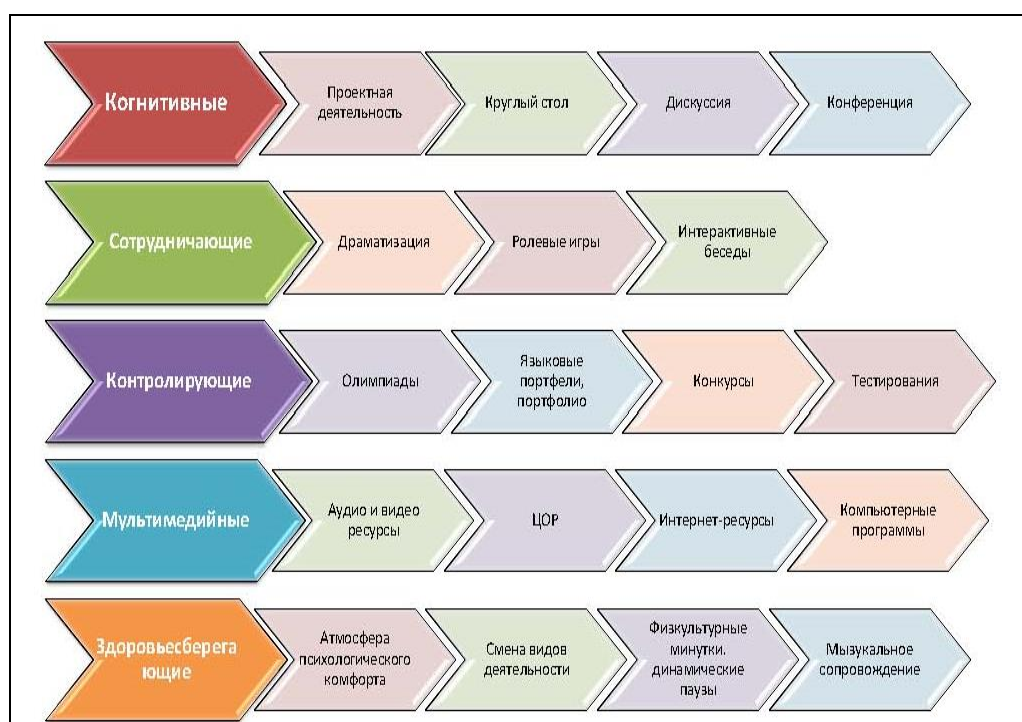 Когнитивные
Проектная
деятельность
Круглый стол
Дискуссия
Конференция
Сотрудничающие
Драматизация
Ролевые игры
Интерактивные
беседы
Контролирующие
Олимпиады
Языковые
портфели,
портфолио
Конкурсы
Тестирования
Мультимедийные
Аудио и видео
ресурсы
ЦОР
Интернет-ресурсы
Компьютерные
программы
Здоровьесберега
ющие
Атмосфера
психологического
комфорта
Смена видов
деятельности
Физкультурные
минутки.
динамические
паузы
Мызукальное
сопровождение